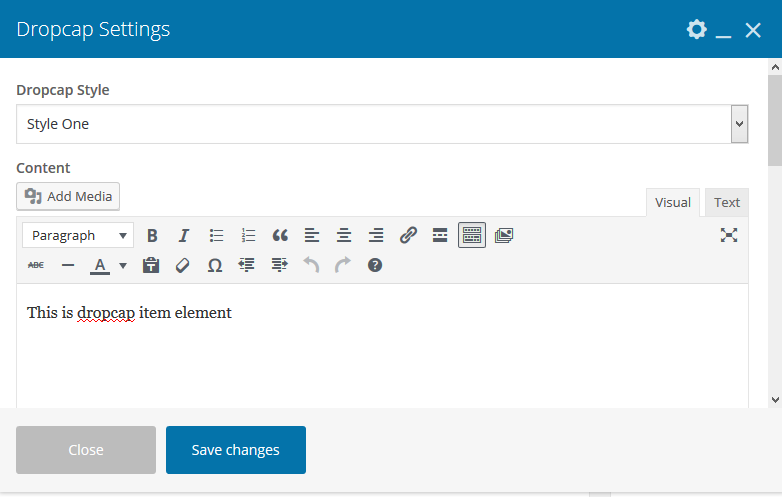 Dropcap Settings
Dropcap Style
Style One
Content
Add Media
Visual Text
Paragraph B I
ABC A Ω ?
This is dropcap item element
Close Save changes